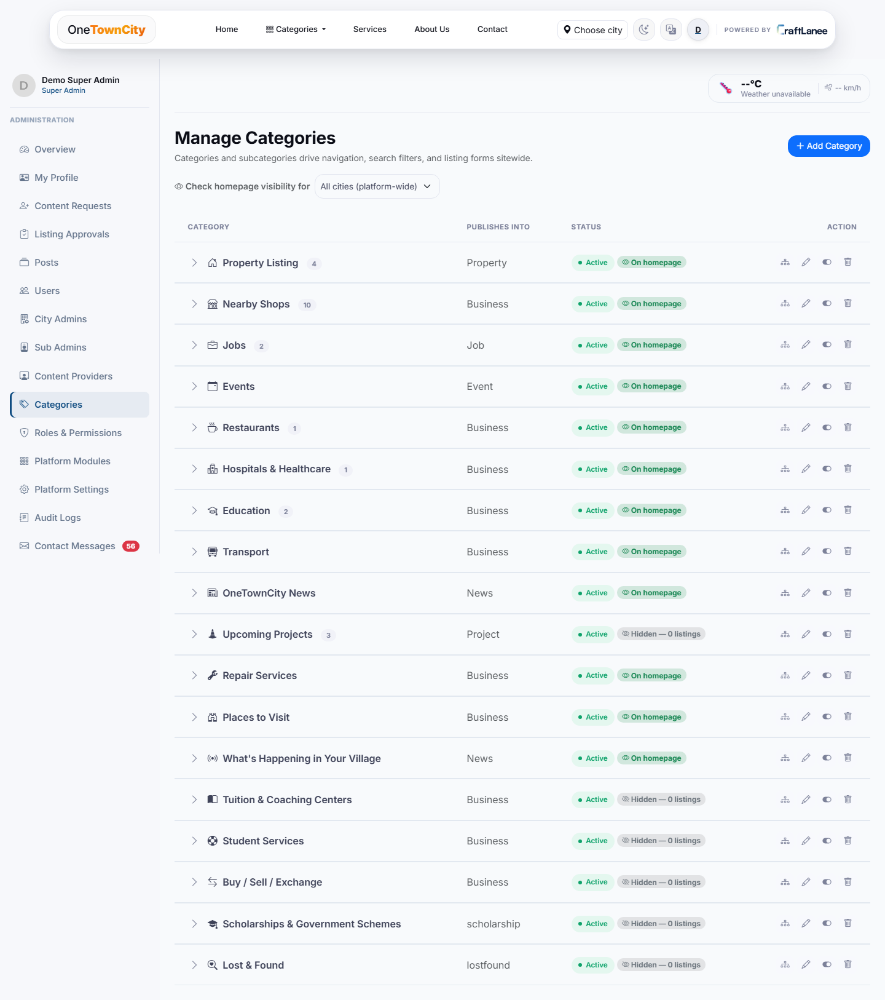 OneTownCity
Home
Categories
Services
About Us
Contact
Choose city
D
POWERED BY
CraftLanee
D
Demo Super Admin
Super Admin
ADMINISTRATION
Overview
My Profile
Content Requests
Listing Approvals
Posts
Users
City Admins
Sub Admins
Content Providers
Categories
Roles & Permissions
Platform Modules
Platform Settings
Audit Logs
Contact Messages 56
--°C
Weather unavailable
-- km/h
Manage Categories
Categories and subcategories drive navigation, search filters, and listing forms sitewide.
+ Add Category
Check homepage visibility for All cities (platform-wide)
CATEGORY PUBLISHES INTO STATUS ACTION
Property Listing 4 Property Active On homepage
Nearby Shops 10 Business Active On homepage
Jobs 2 Job Active On homepage
Events Event Active On homepage
Restaurants 1 Business Active On homepage
Hospitals & Healthcare 1 Business Active On homepage
Education 2 Business Active On homepage
Transport Business Active On homepage
OneTownCity News News Active On homepage
Upcoming Projects 3 Project Active Hidden — 0 listings
Repair Services Business Active On homepage
Places to Visit Business Active On homepage
What's Happening in Your Village News Active On homepage
Tuition & Coaching Centers Business Active Hidden — 0 listings
Student Services Business Active Hidden — 0 listings
Buy / Sell / Exchange Business Active Hidden — 0 listings
Scholarships & Government Schemes scholarship Active Hidden — 0 listings
Lost & Found lostfound Active Hidden — 0 listings